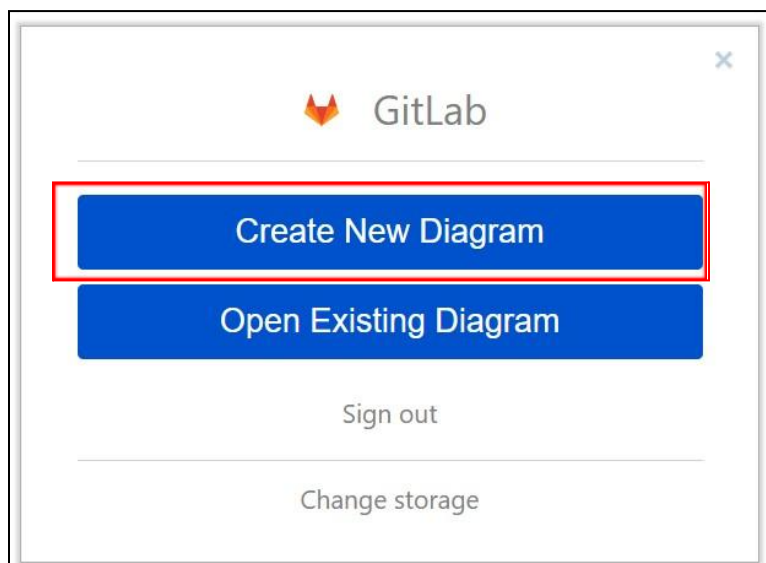 GitLab
Create New Diagram
Open Existing Diagram
Sign out
Change storage